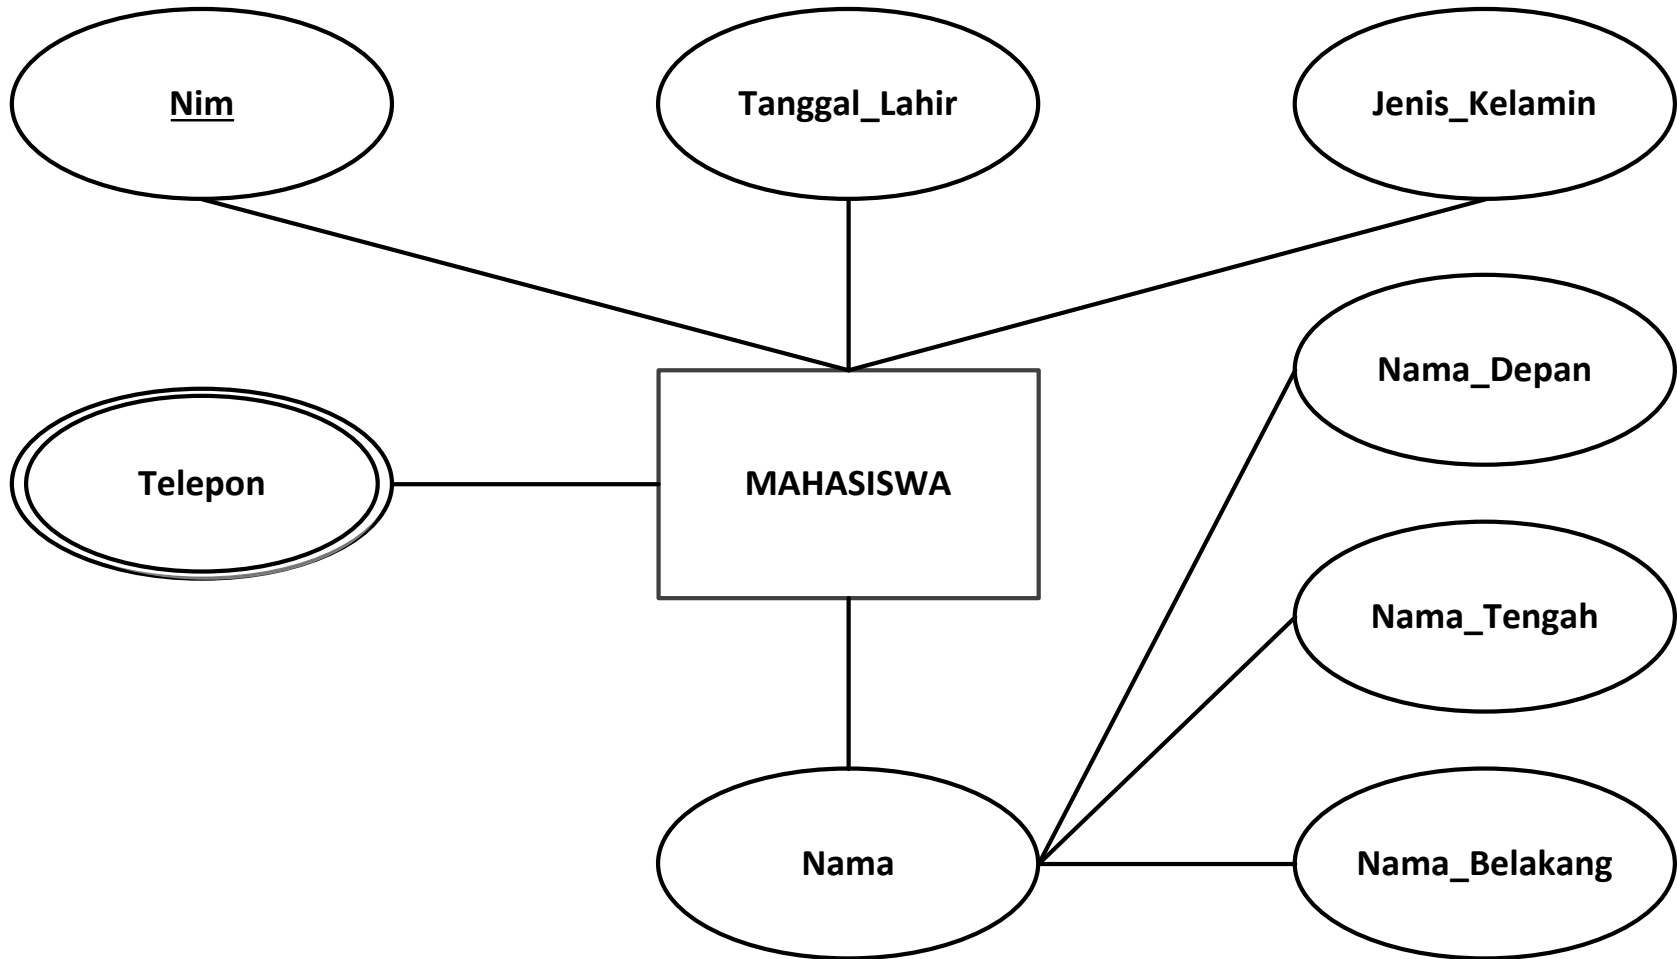 Nim
Tanggal_Lahir
Jenis_Kelamin
Nama_Depan
Telepon
MAHASISWA
Nama_Tengah
Nama
Nama_Belakang